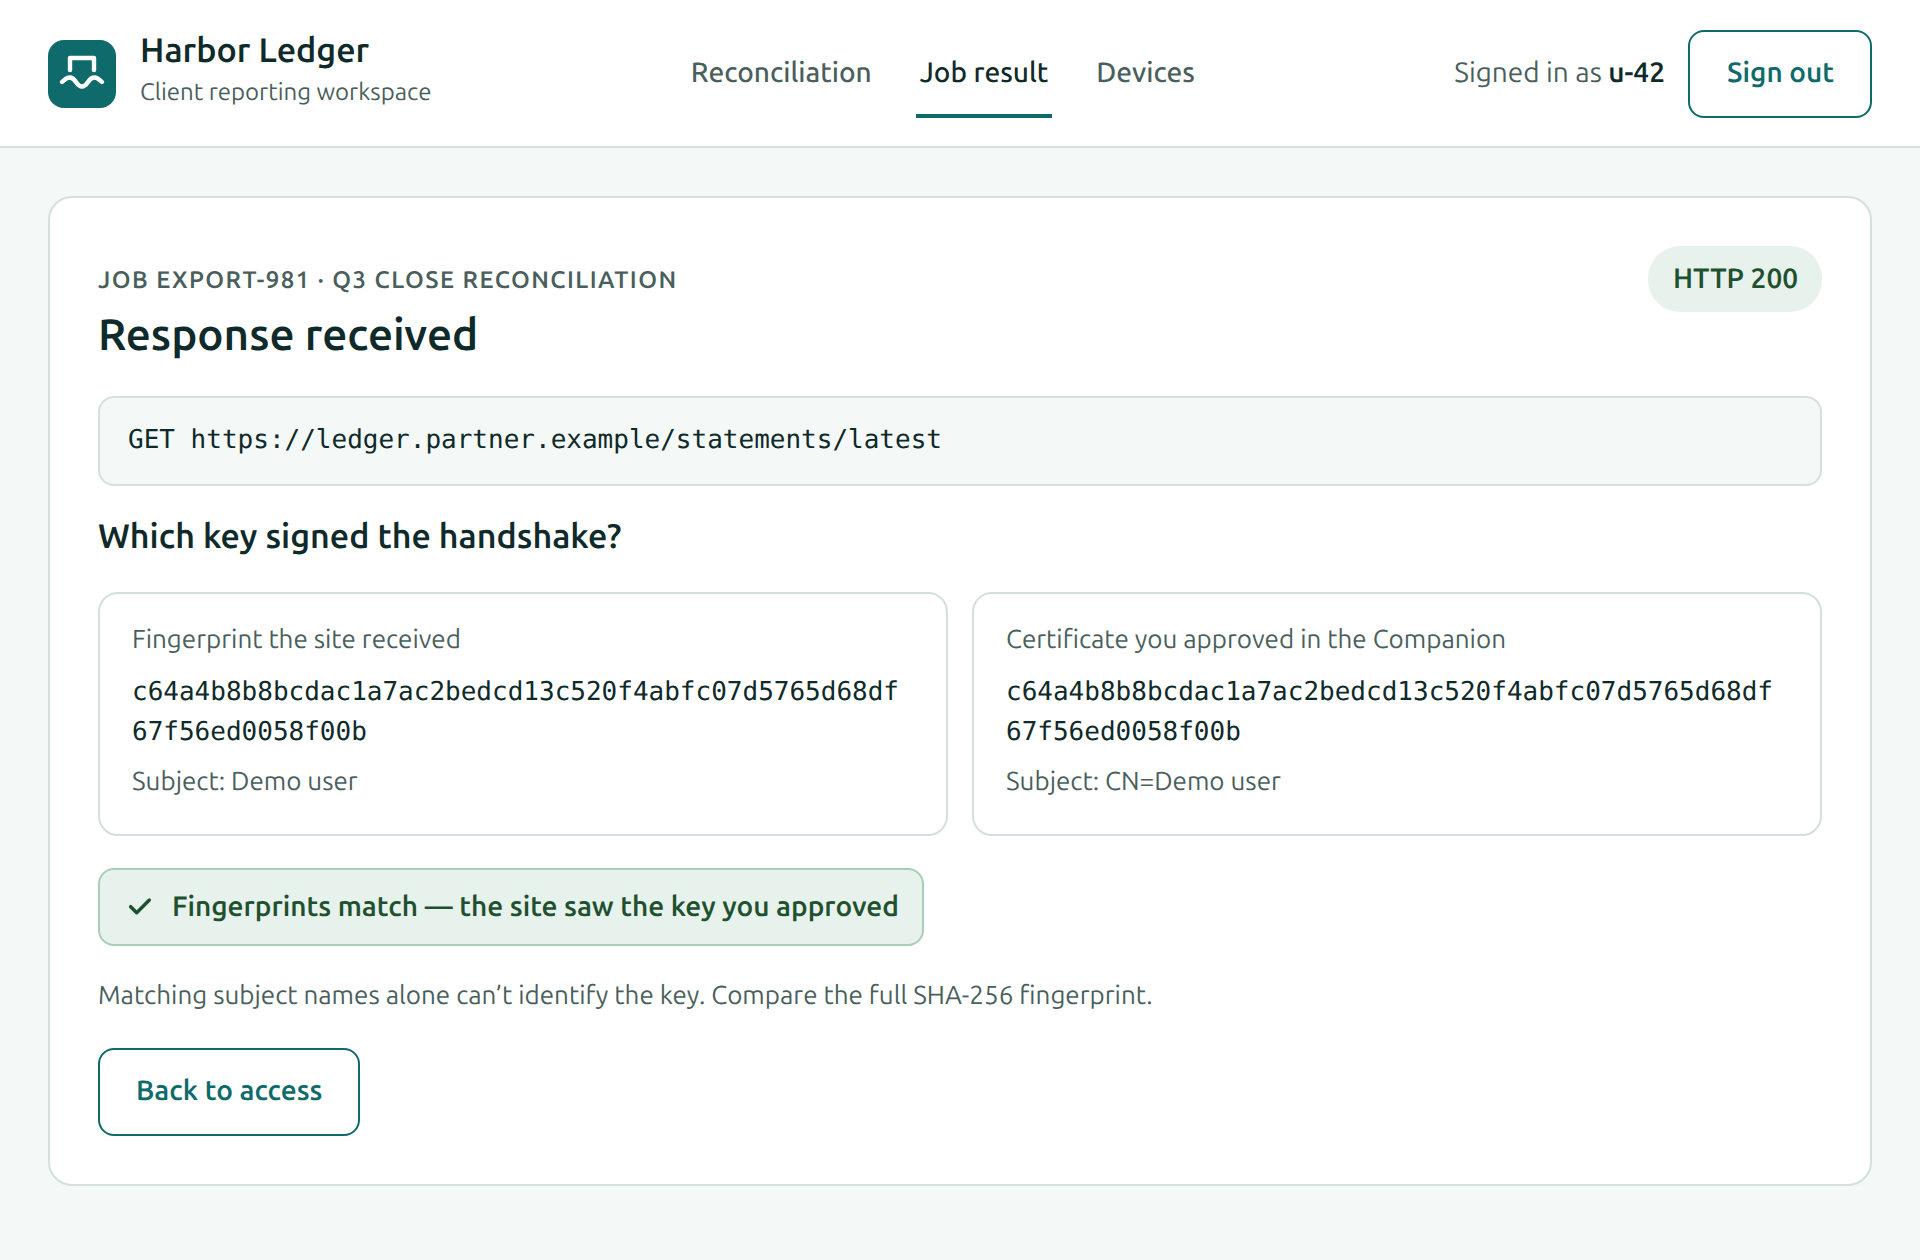 Harbor Ledger
Client reporting workspace
Reconciliation
Job result
Devices
Signed in as u-42
Sign out
JOB EXPORT-981 · Q3 CLOSE RECONCILIATION
HTTP 200
Response received
GET https://ledger.partner.example/statements/latest
Which key signed the handshake?
Fingerprint the site received
c64a4b8b8bcdac1a7ac2bedcd13c520f4abfc07d5765d68df
67f56ed0058f00b
Subject: Demo user
Certificate you approved in the Companion
c64a4b8b8bcdac1a7ac2bedcd13c520f4abfc07d5765d68df
67f56ed0058f00b
Subject: CN=Demo user
Fingerprints match — the site saw the key you approved
Matching subject names alone can’t identify the key. Compare the full SHA-256 fingerprint.
Back to access